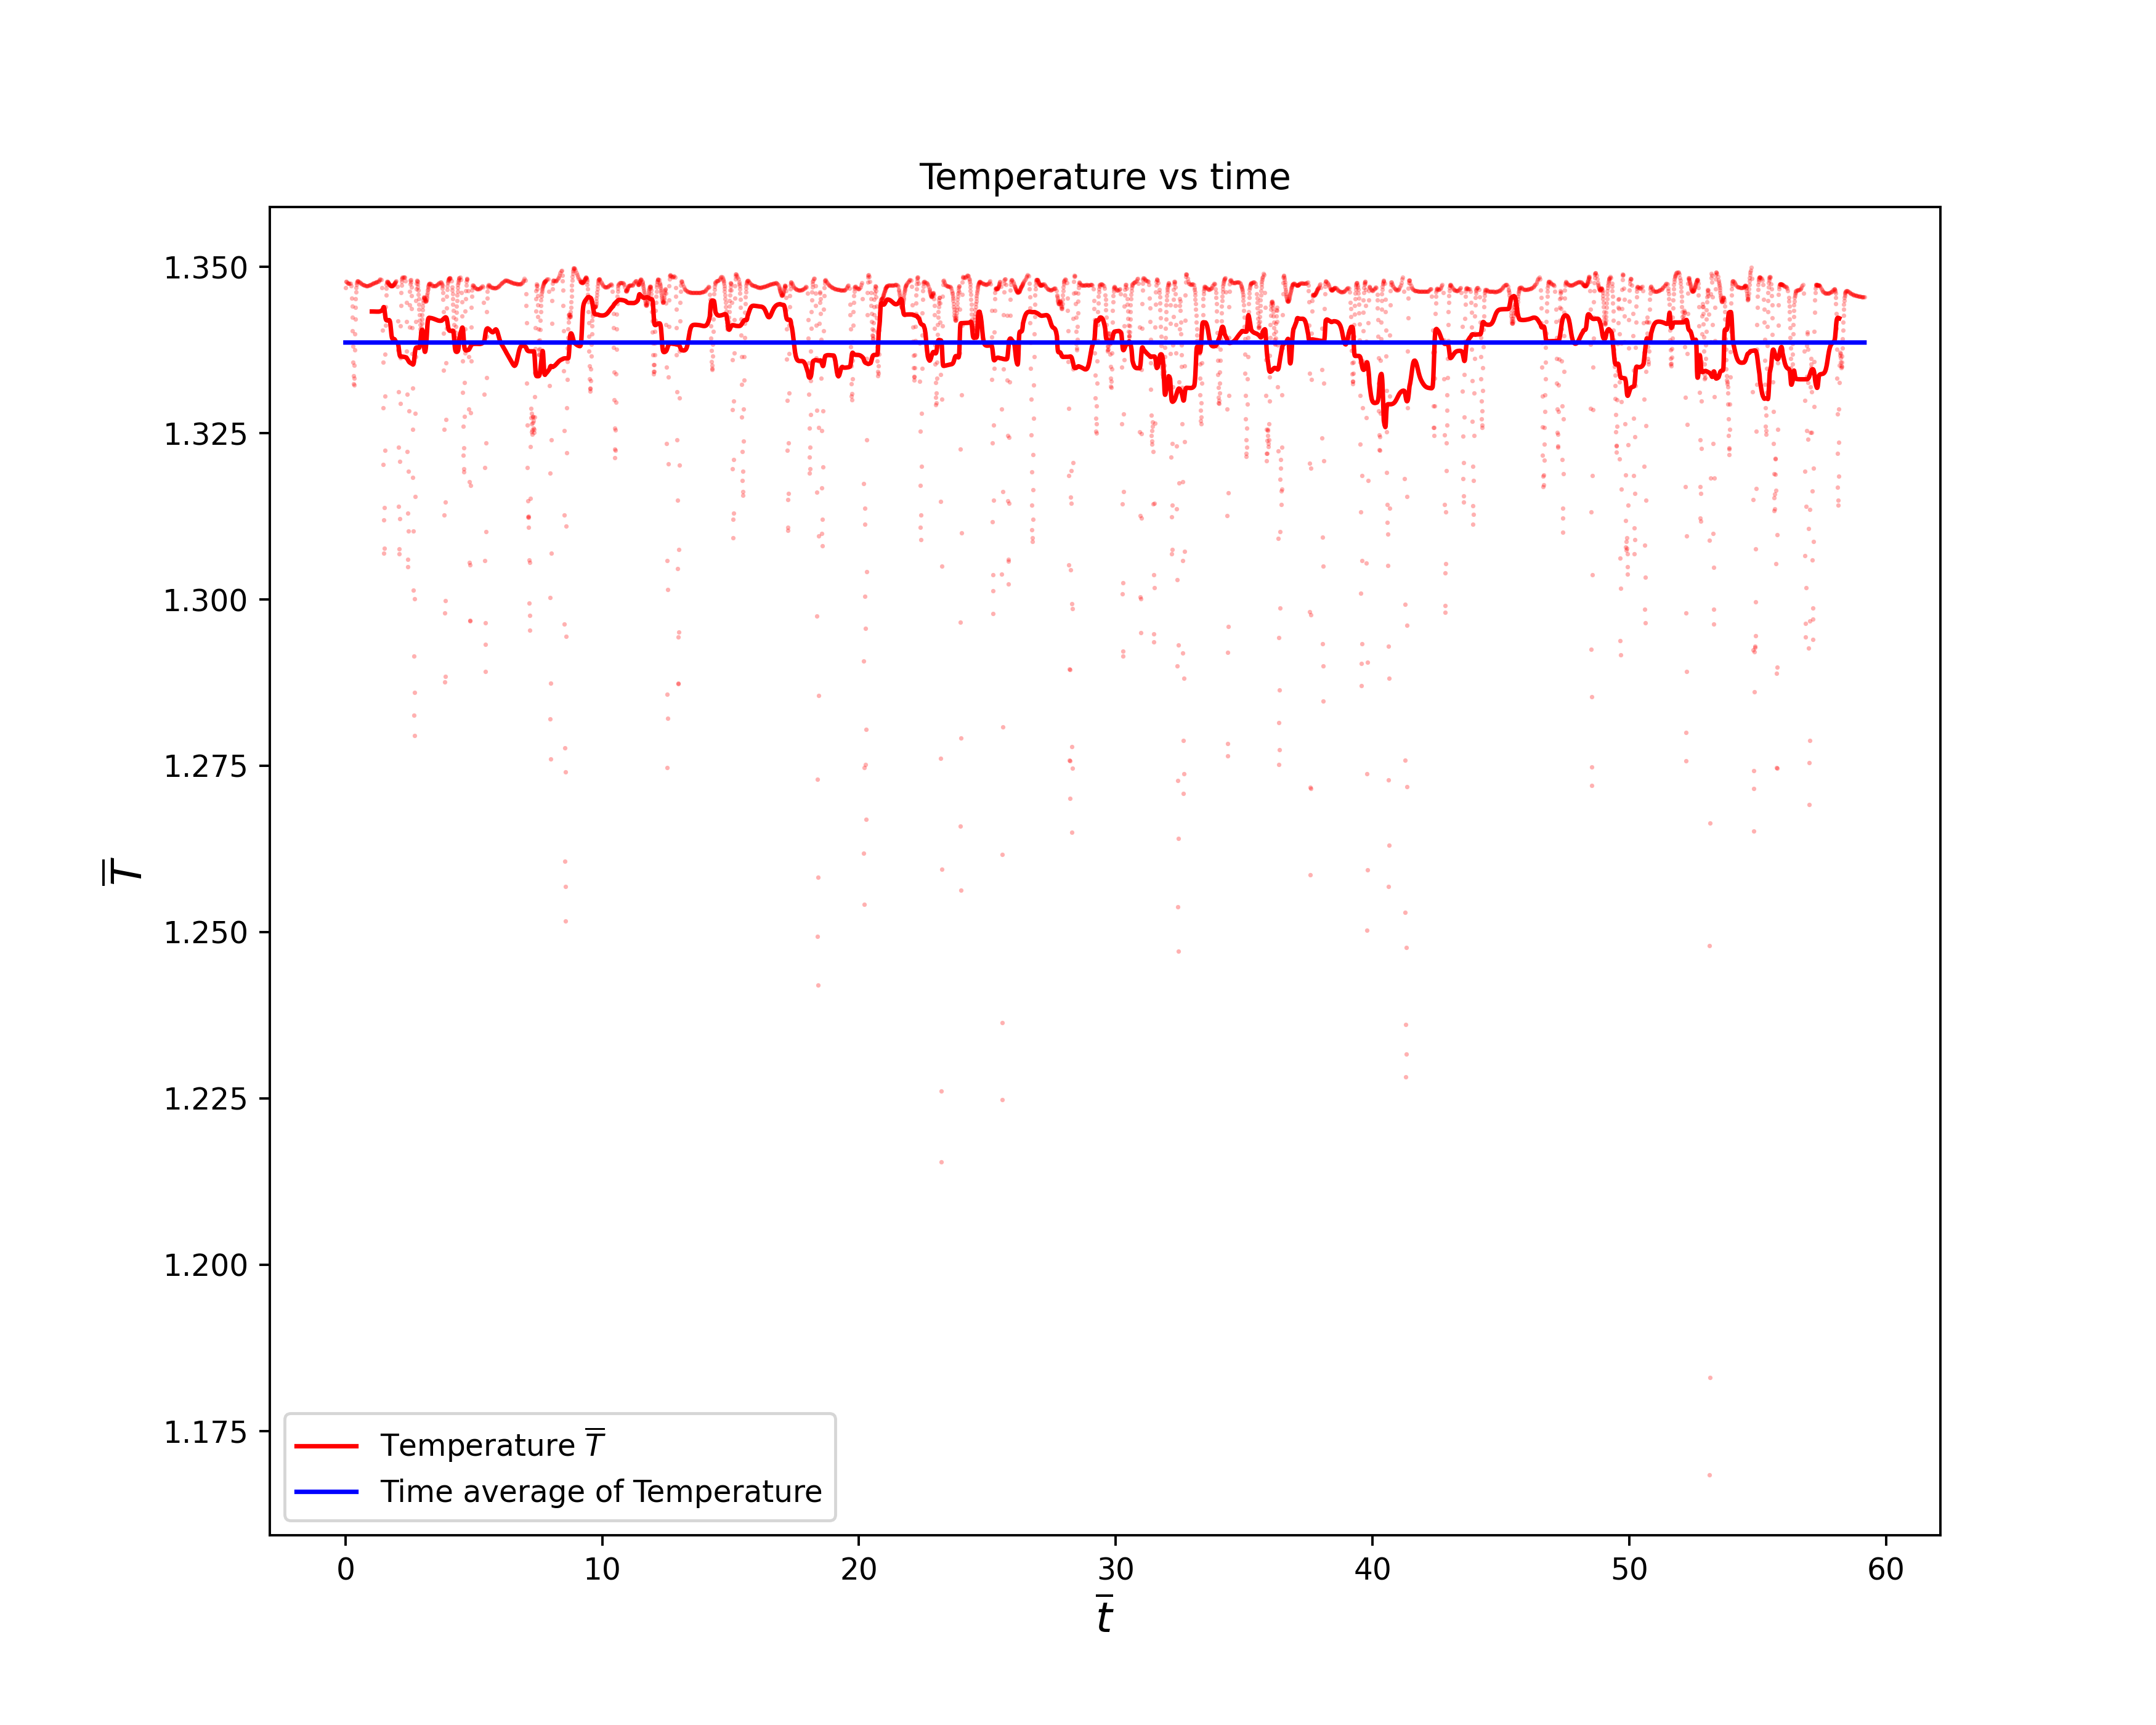 Temperature vs time
1.350
1.325
1.300
1.275
1.250
1.225
1.200
1.175
T̅
Temperature T̅
Time average of Temperature
0 10 20 30 40 50 60
t̅